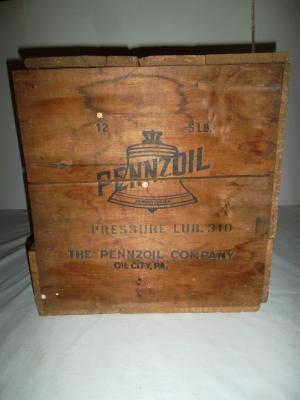 12 5 LB.
PENNZOIL
PRESSURE LUB. 310
THE PENNZOIL COMPANY
OIL CITY, PA.